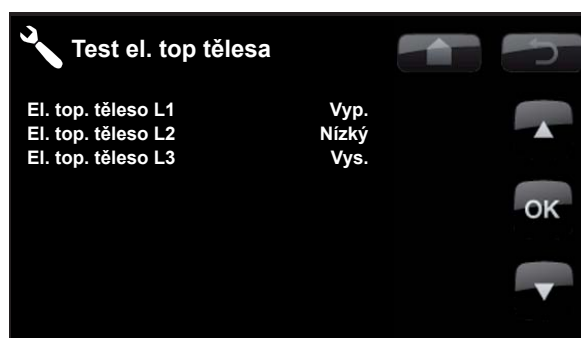 Test el. top tělesa
El. top. těleso L1 Vyp.
El. top. těleso L2 Nízký
El. top. těleso L3 Vys.
OK